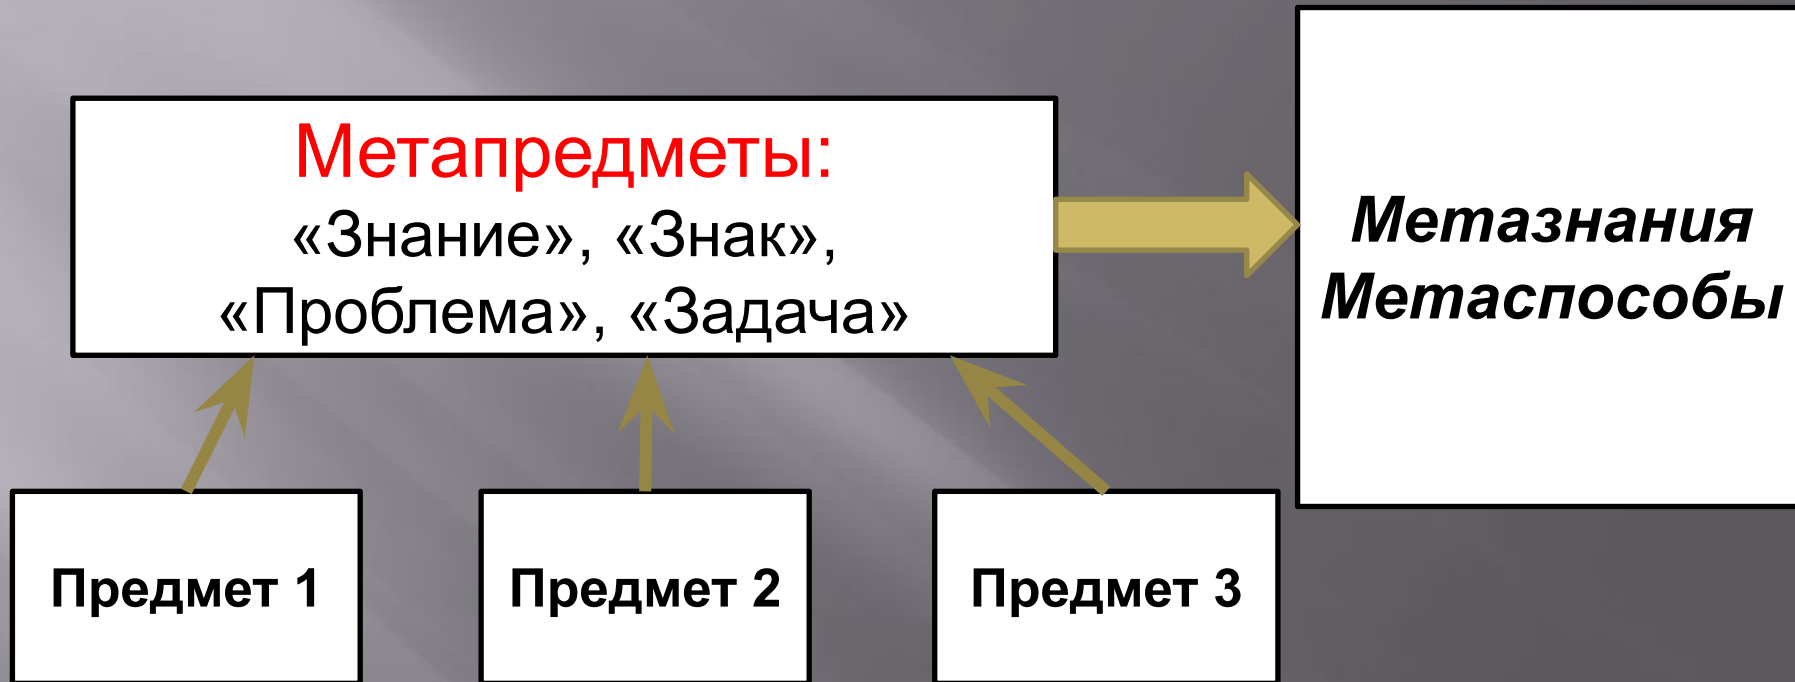 Метапредметы:
«Знание», «Знак»,
«Проблема», «Задача»
Метазнания
Метаспособы
Предмет 1
Предмет 2
Предмет 3